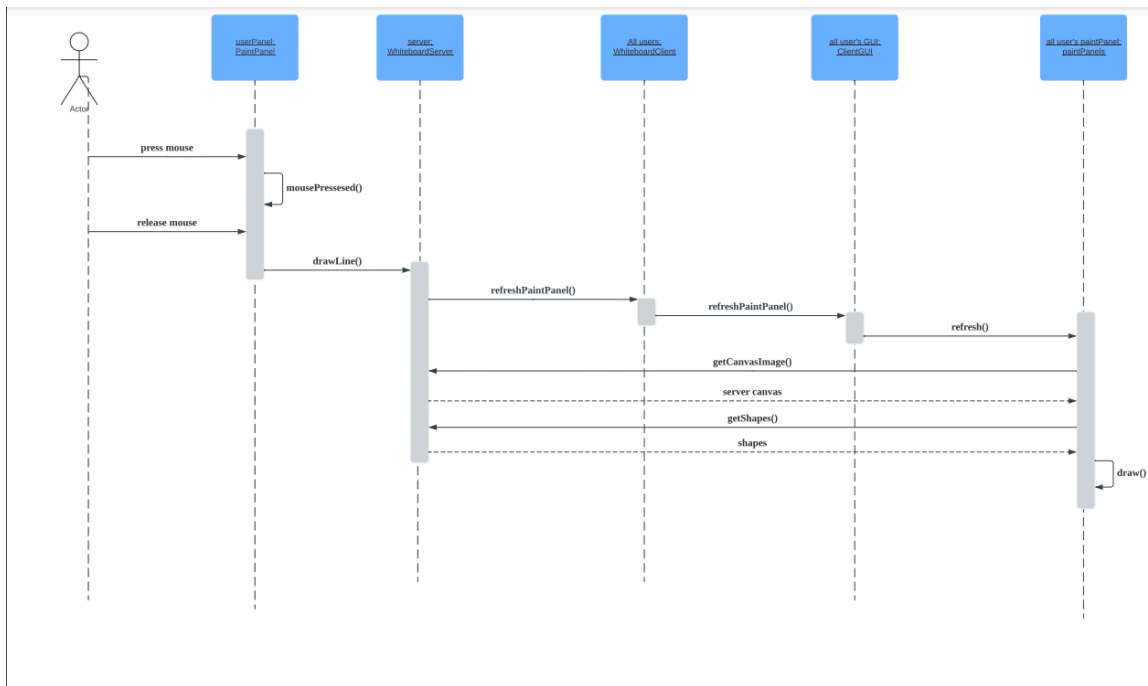 userPanel:
PaintPanel
server:
WhiteboardServer
All users:
WhiteboardClient
all user's GUI:
ClientGUI
all user's paintPanel:
paintPanels
Actor
press mouse
mousePressesed()
release mouse
drawLine()
refreshPaintPanel()
refreshPaintPanel()
refresh()
getCanvasImage()
server canvas
getShapes()
shapes
draw()